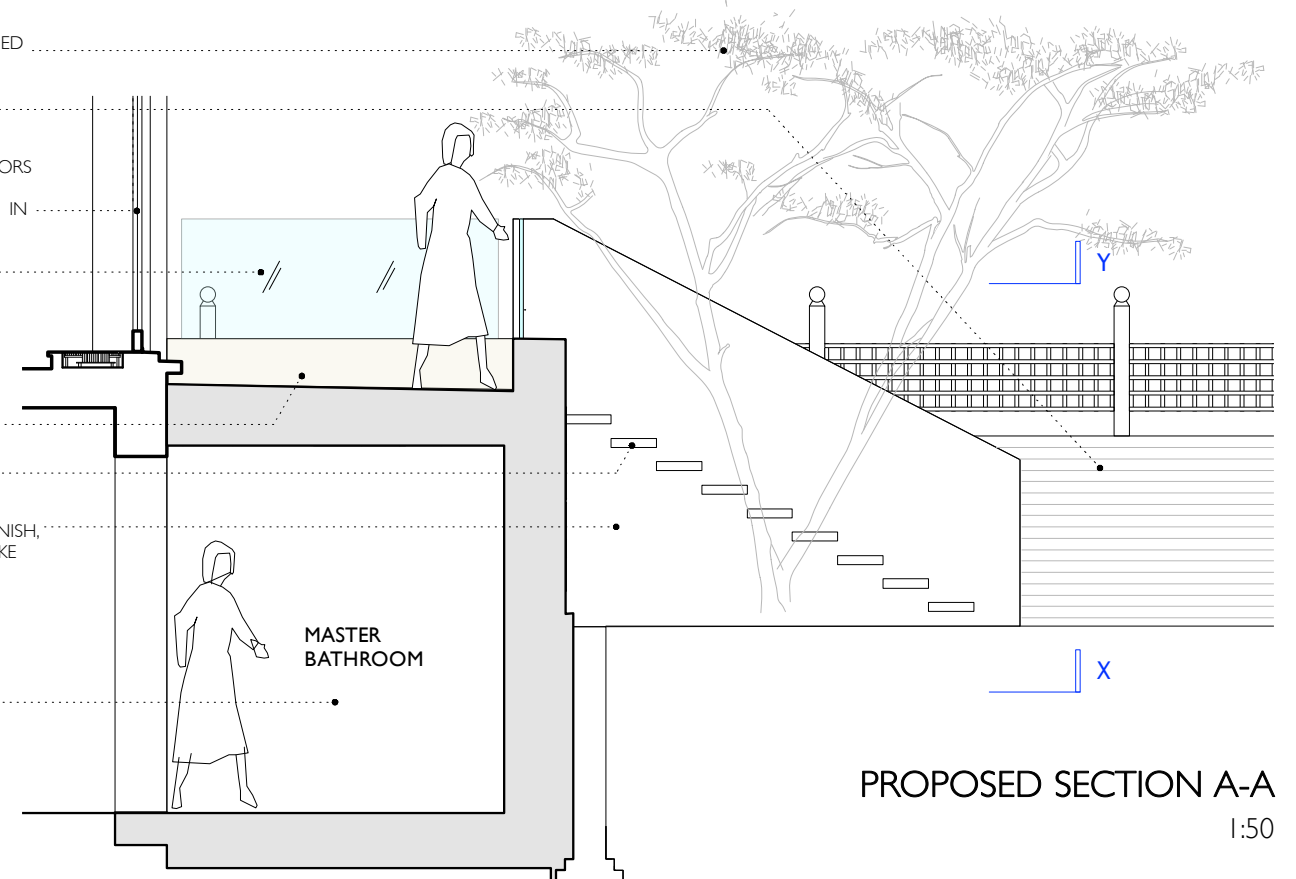 ED
ORS
IN
Y
NISH,
KE
MASTER
BATHROOM
X
PROPOSED SECTION A-A
1:50